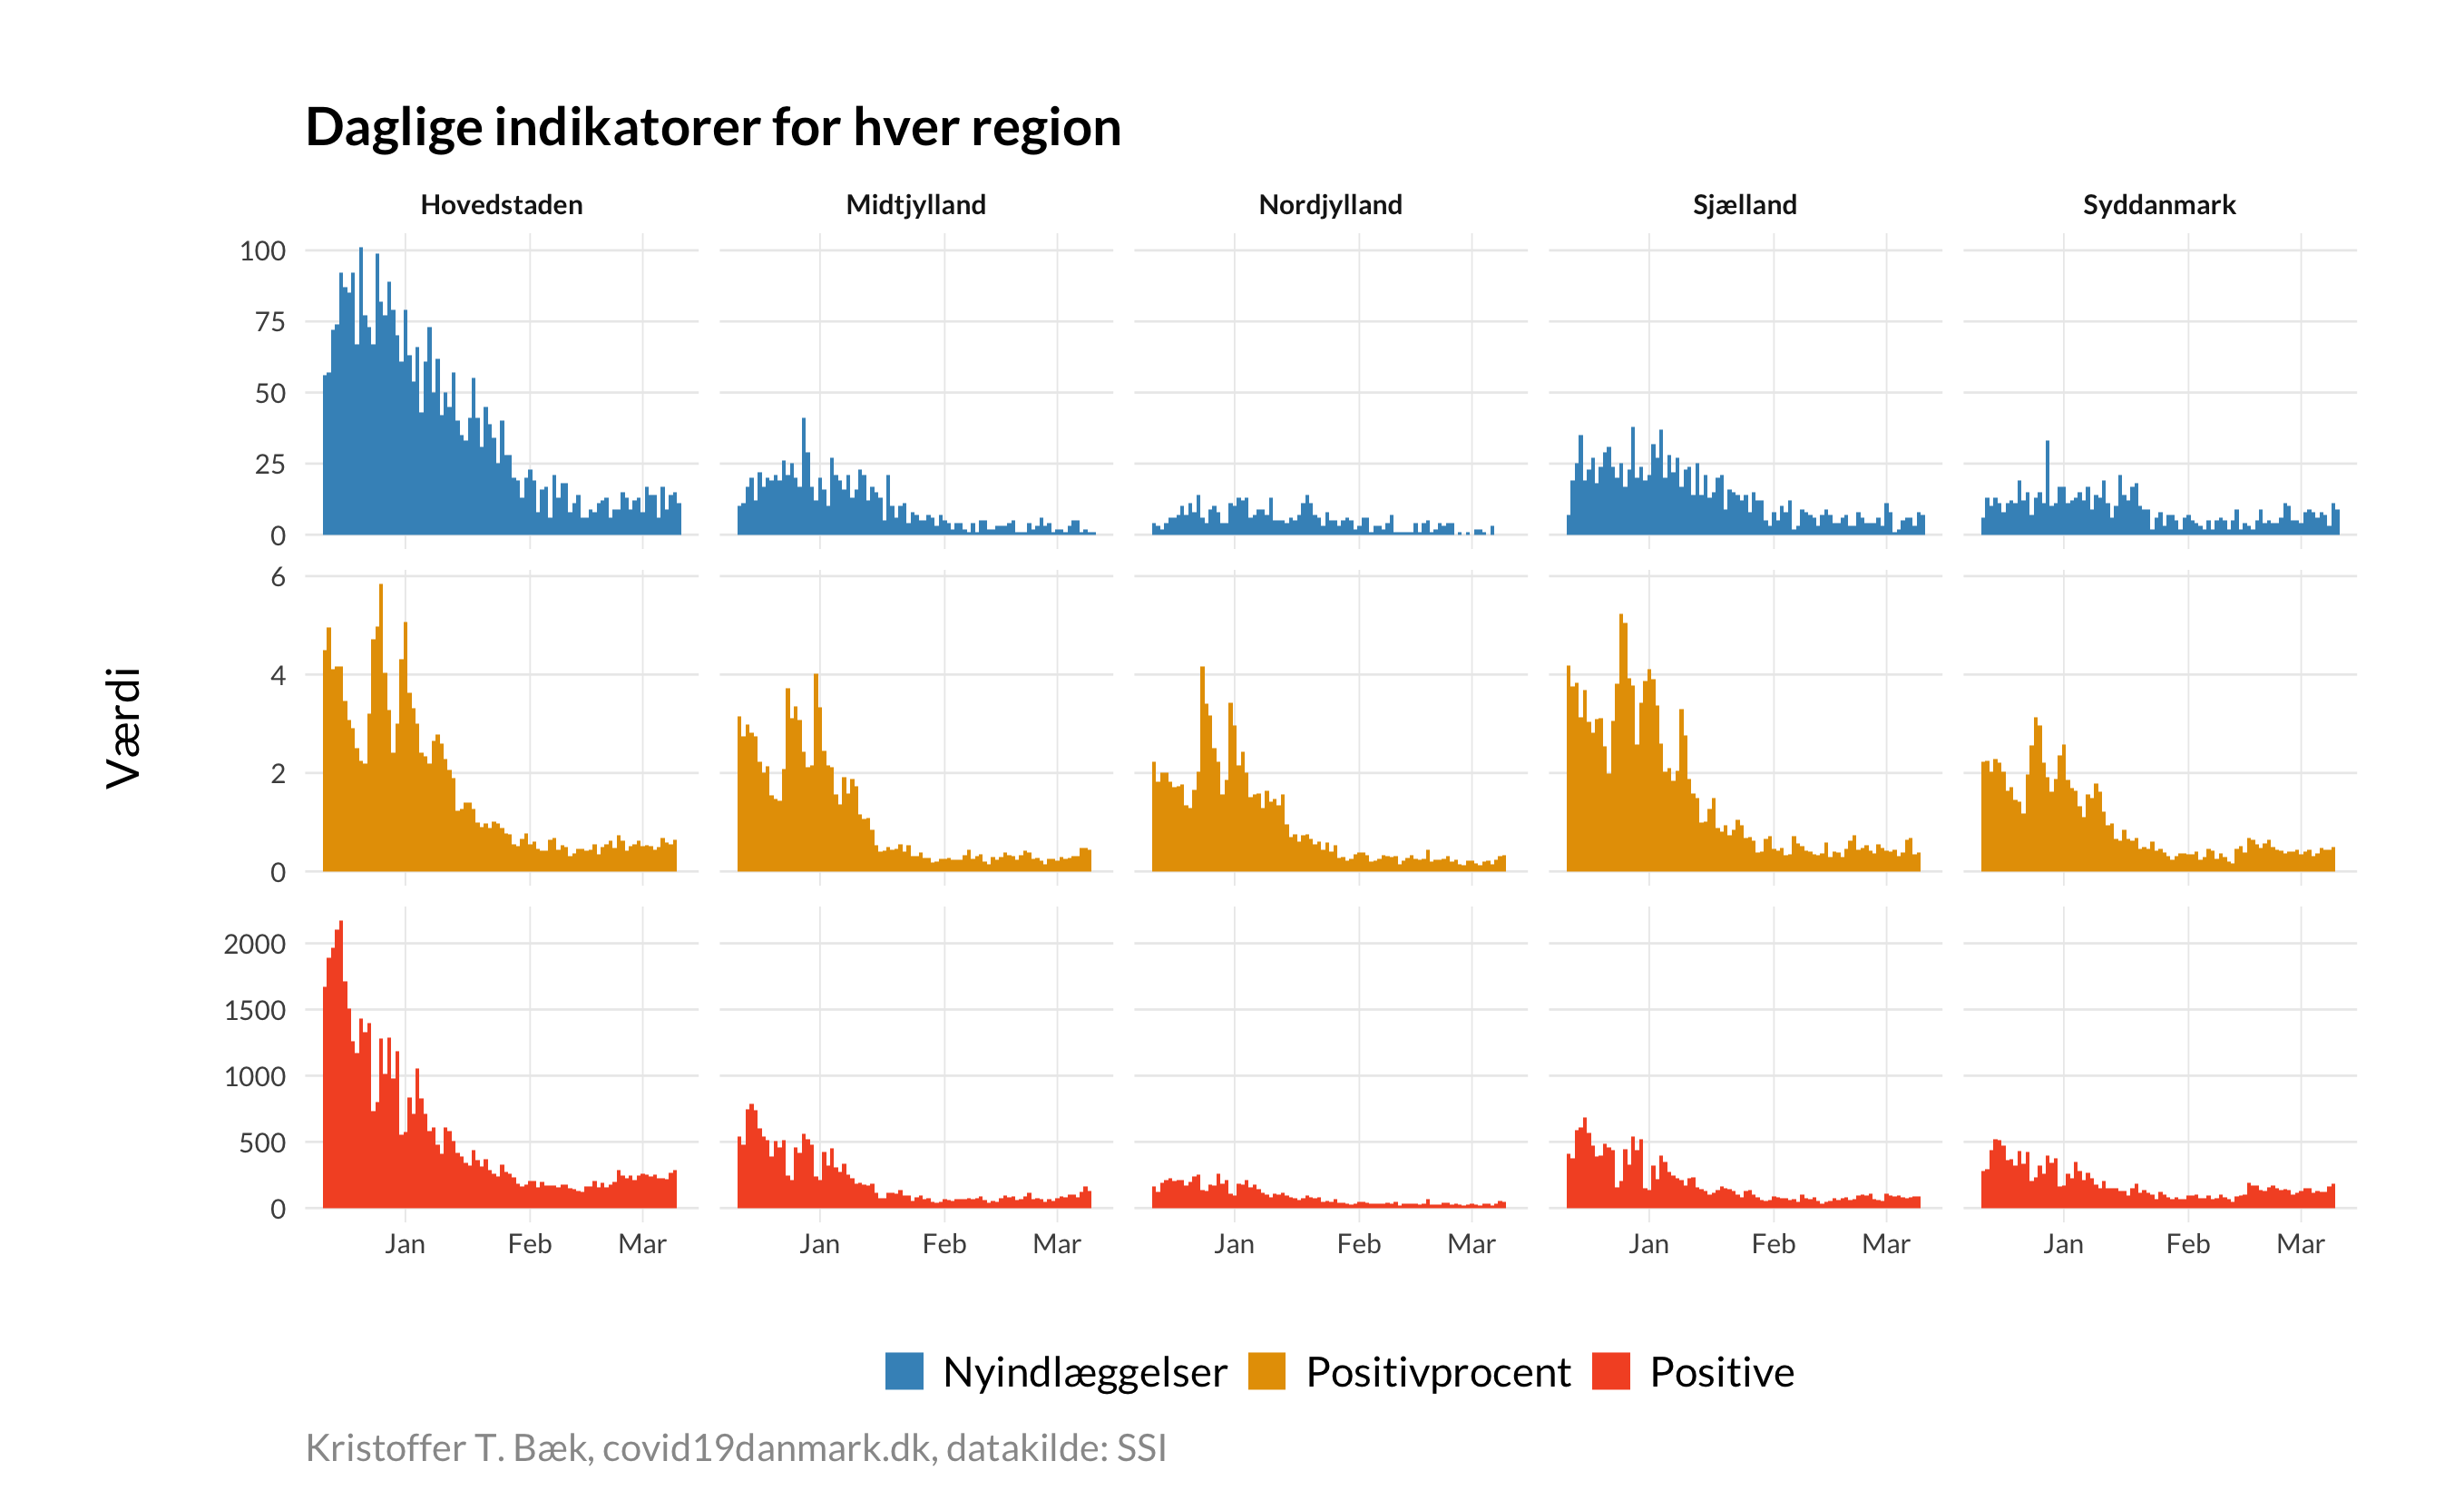 Daglige indikatorer for hver region
Hovedstaden Midtjylland Nordjylland Sjælland Syddanmark
100
75
50
25
0
6
4
2
0
2000
1500
1000
500
0
Værdi
Jan Feb Mar Jan Feb Mar Jan Feb Mar Jan Feb Mar Jan Feb Mar
Nyindlæggelser Positivprocent Positive
Kristoffer T. Bæk, covid19danmark.dk, datakilde: SSI